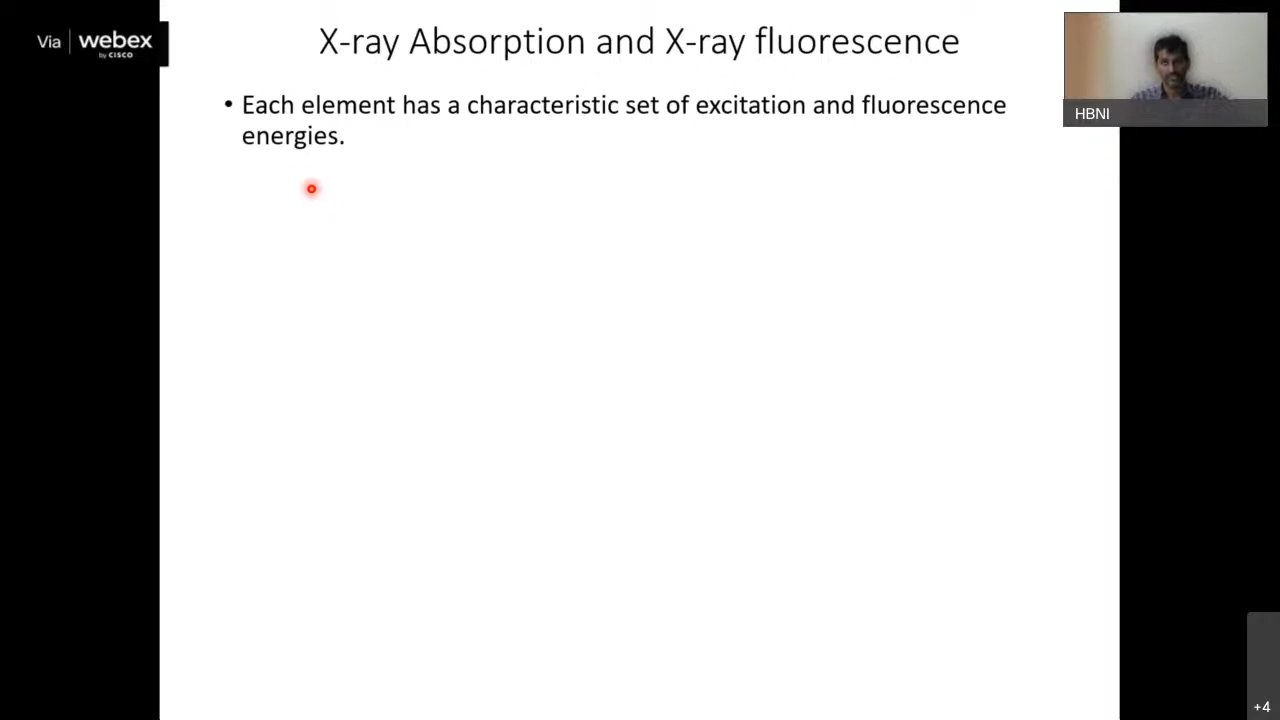 Via webex
by CISCO
X-ray Absorption and X-ray fluorescence
• Each element has a characteristic set of excitation and fluorescence
energies.
HBNI
+4